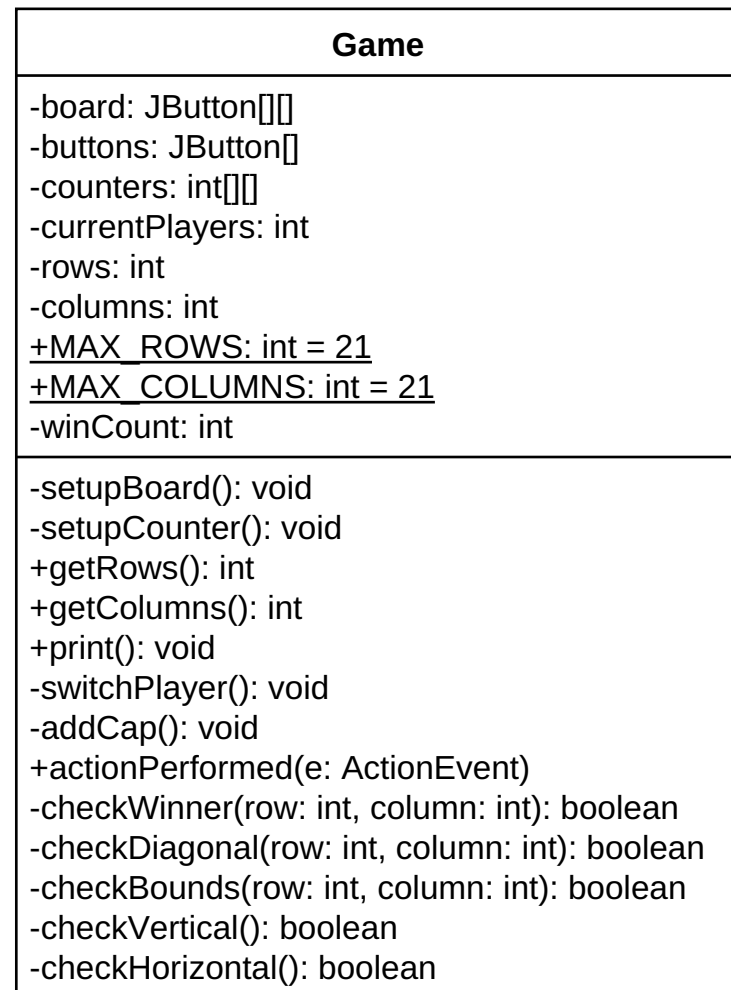 Game
-board: JButton[][]
-buttons: JButton[]
-counters: int[][]
-currentPlayers: int
-rows: int
-columns: int
+MAX_ROWS: int = 21
+MAX_COLUMNS: int = 21
-winCount: int
-setupBoard(): void
-setupCounter(): void
+getRows(): int
+getColumns(): int
+print(): void
-switchPlayer(): void
-addCap(): void
+actionPerformed(e: ActionEvent)
-checkWinner(row: int, column: int): boolean
-checkDiagonal(row: int, column: int): boolean
-checkBounds(row: int, column: int): boolean
-checkVertical(): boolean
-checkHorizontal(): boolean